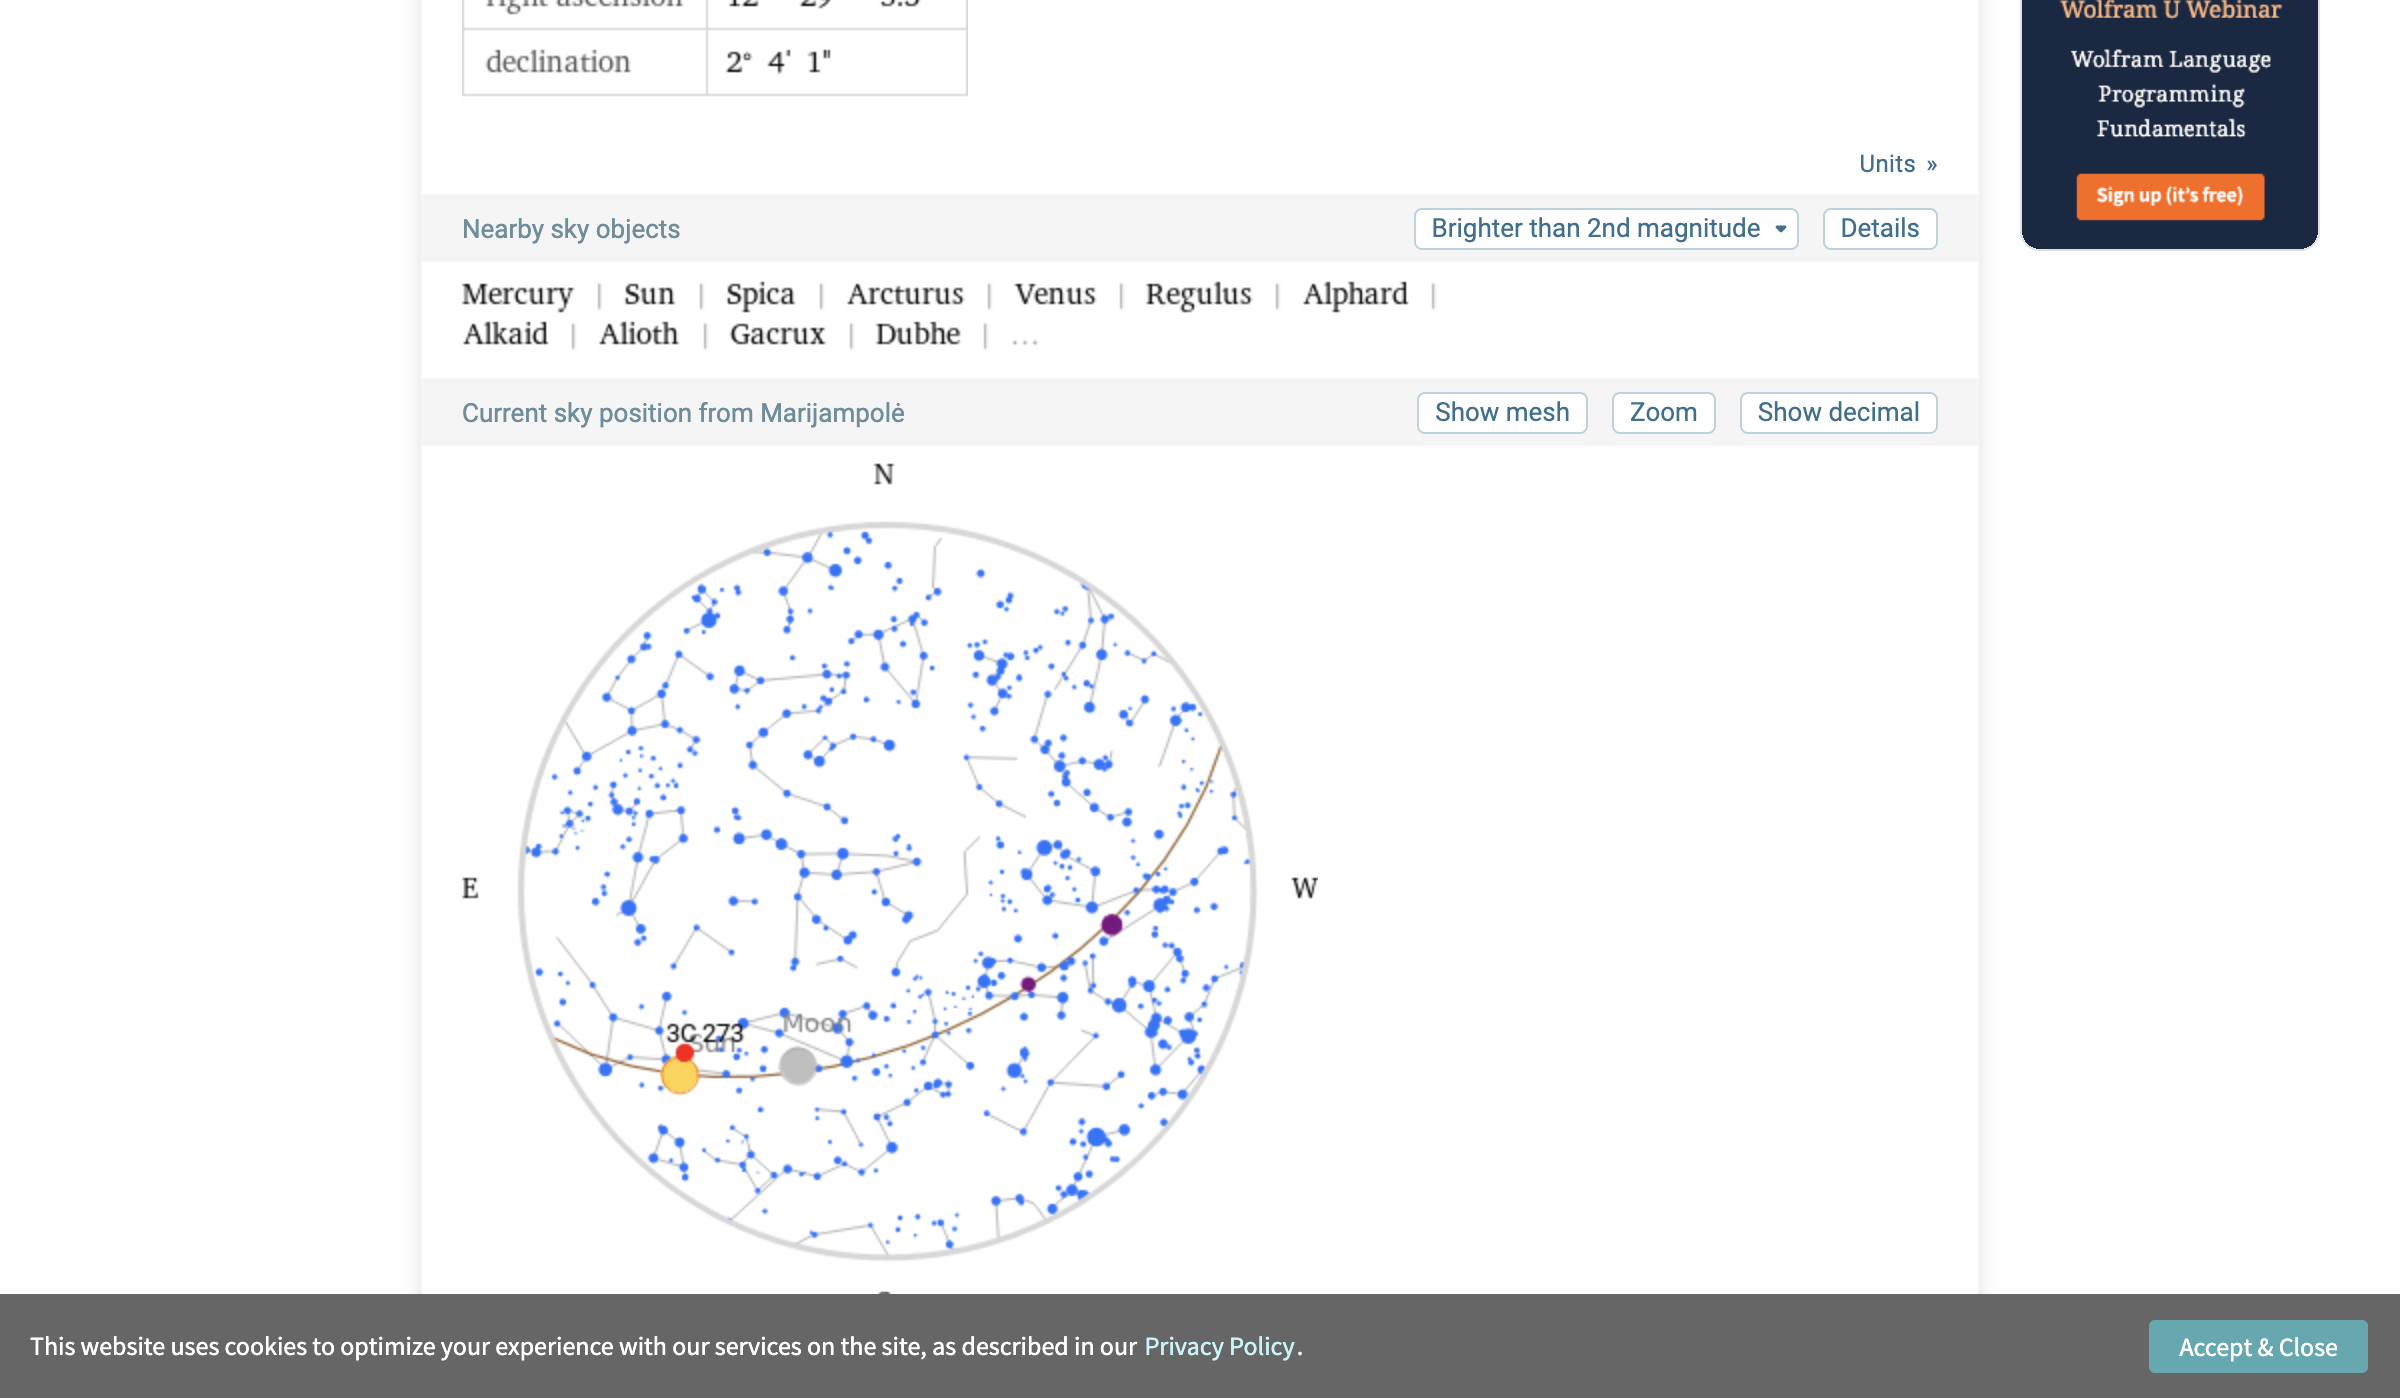 declination 2° 4' 1"
Units »
Nearby sky objects Brighter than 2nd magnitude Details
Mercury | Sun | Spica | Arcturus | Venus | Regulus | Alphard |
Alkaid | Alioth | Gacrux | Dubhe | ...
Current sky position from Marijampolė Show mesh Zoom Show decimal
N
E
W
Moon
3C 273
Sun
Wolfram U Webinar
Wolfram Language
Programming
Fundamentals
Sign up (it's free)
This website uses cookies to optimize your experience with our services on the site, as described in our Privacy Policy.
Accept & Close